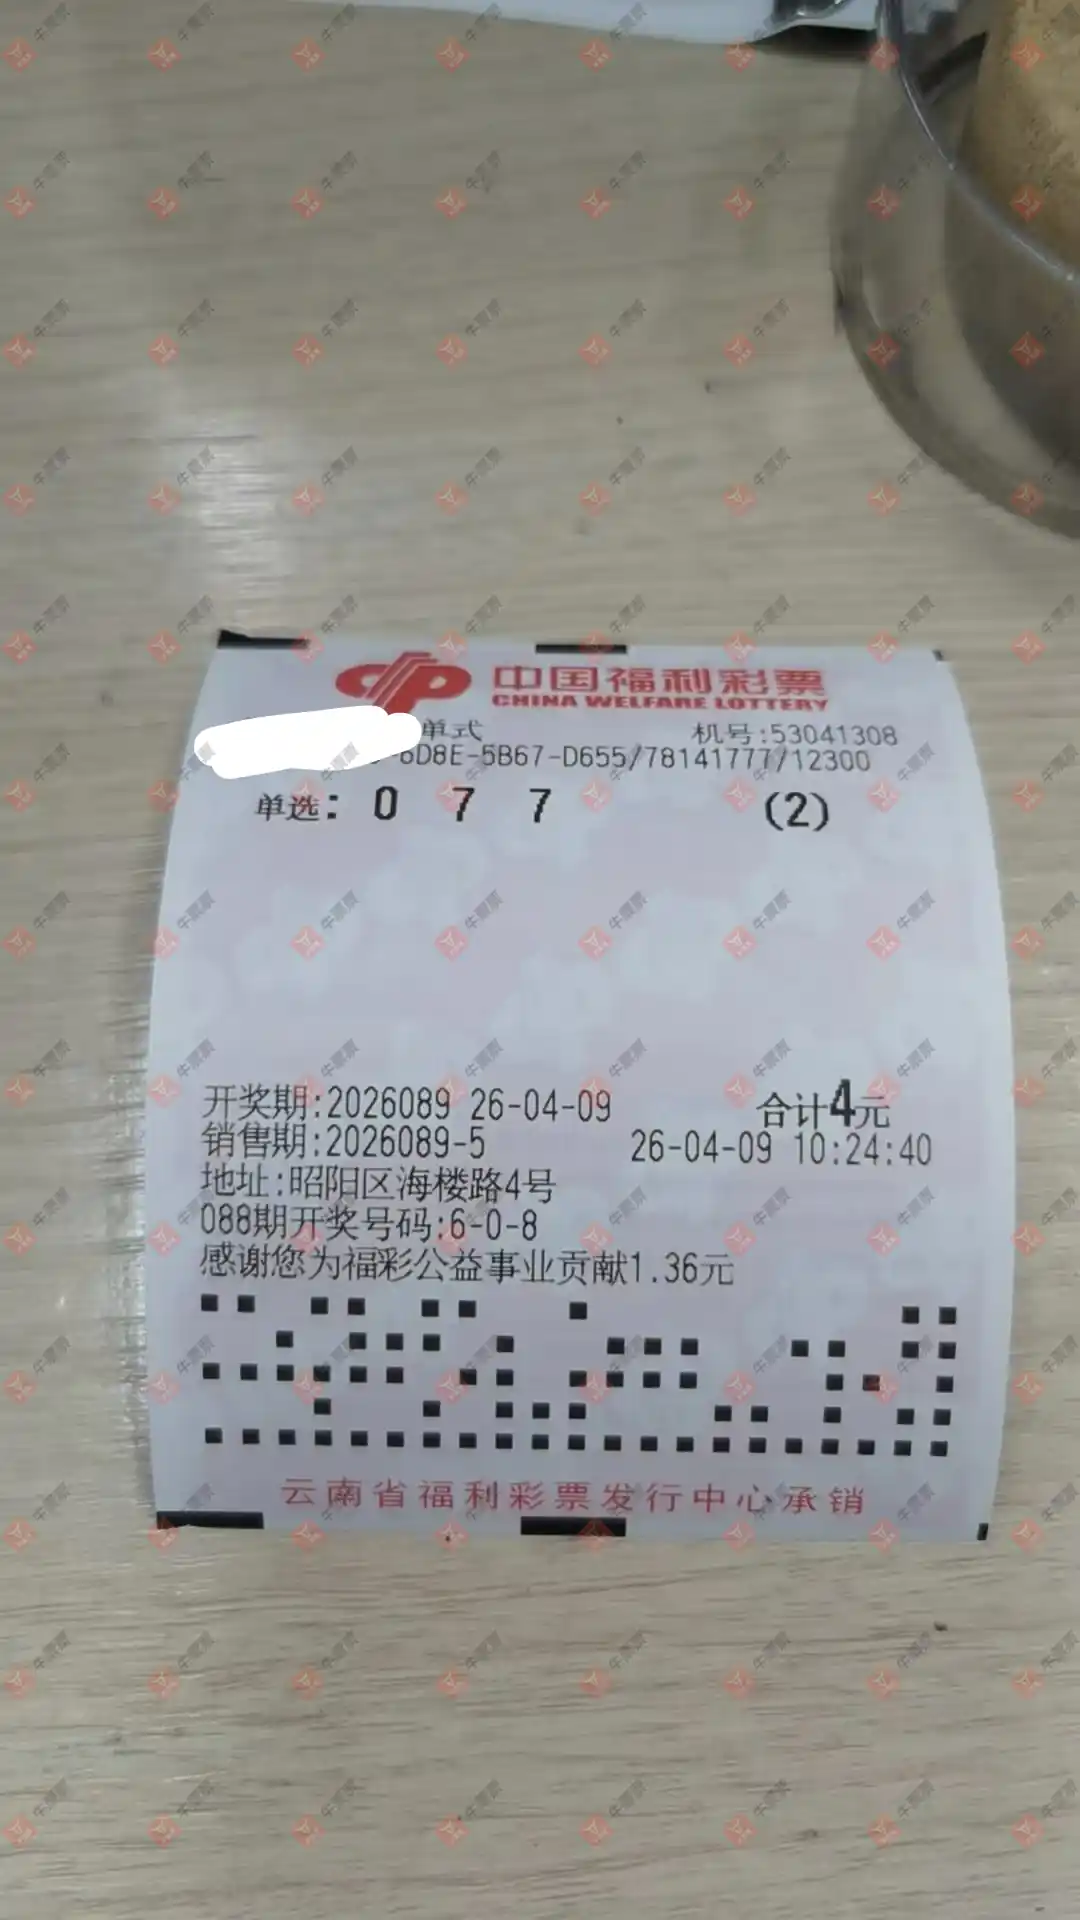 中国福利彩票
CHINA WELFARE LOTTERY
单式 机号:53041308
-6D8E-5B67-D655/78141777/12300
单选: 0 7 7 (2)
开奖期:2026089 26-04-09 合计4元
销售期:2026089-5 26-04-09 10:24:40
地址:昭阳区海楼路4号
088期开奖号码:6-0-8
感谢您为福彩公益事业贡献1.36元
云南省福利彩票发行中心承销